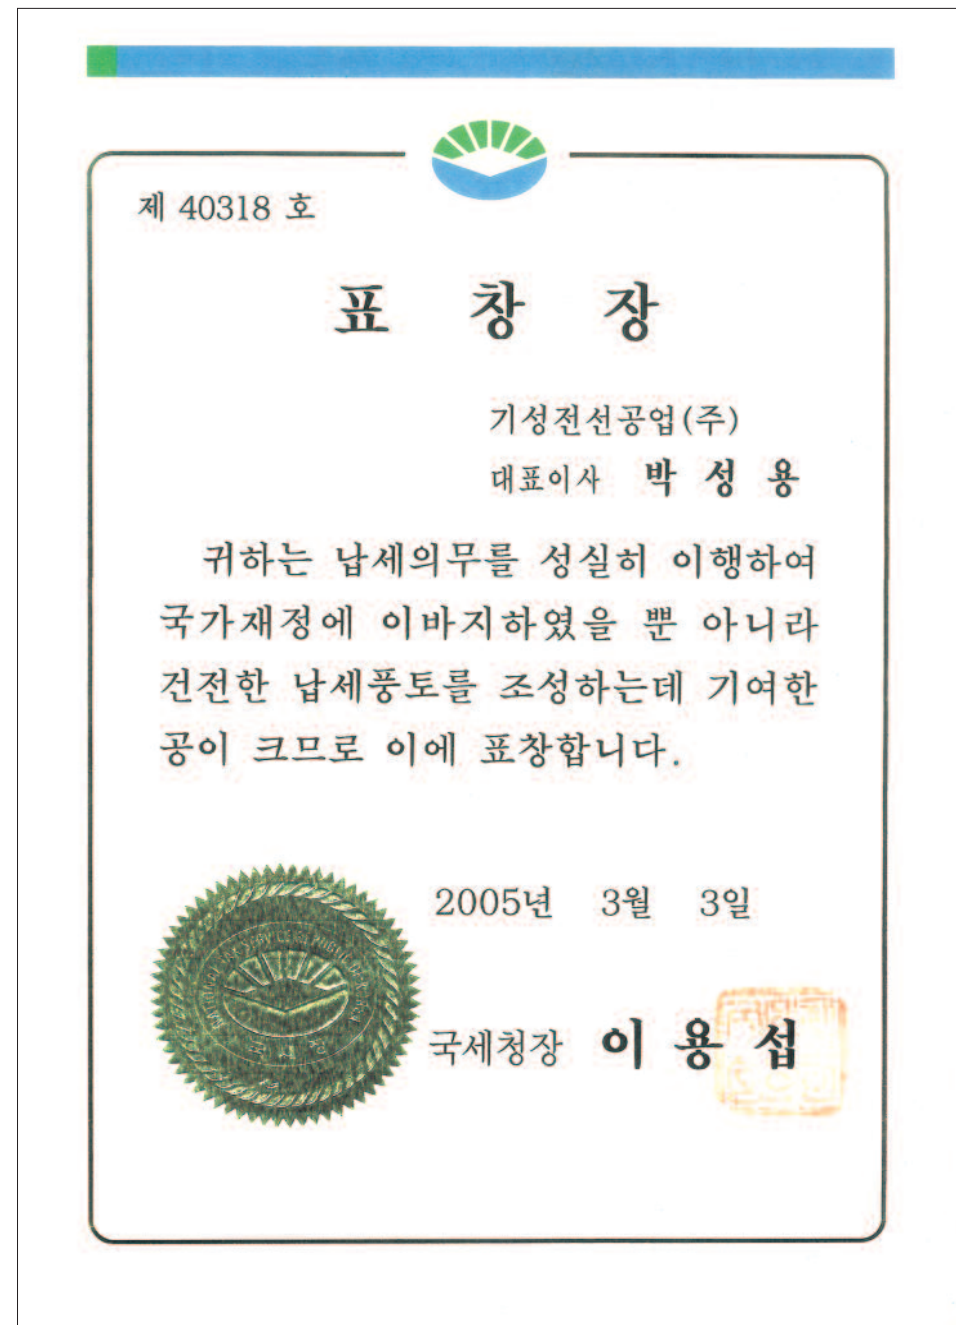 제 40318 호
표 창 장
기성전선공업(주)
대표이사 박 성 용
귀하는 납세의무를 성실히 이행하여
국가재정에 이바지하였을 뿐 아니라
건전한 납세풍토를 조성하는데 기여한
공이 크므로 이에 표창합니다.
2005년 3월 3일
국세청장 이 용 섭